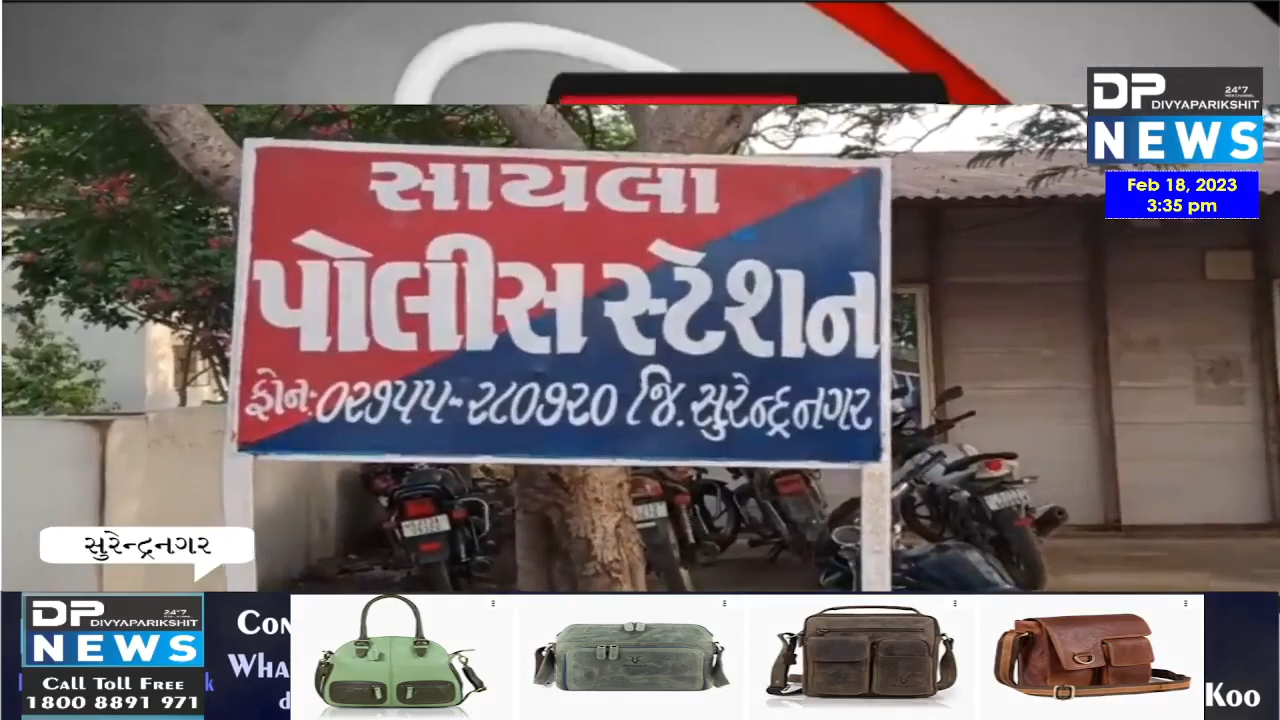 DP
24*7
DIVYAPARIKSHIT
NEWS
Feb 18, 2023
3:35 pm
સાયલા
પોલીસ સ્ટેશન
ફોન:૦૨૭૫૫-૨૮૦૭૨૦ જિ.સુરેન્દ્રનગર
સુરેન્દ્રનગર
DP
24*7
DIVYAPARIKSHIT
NEWS
CALL TOLL FREE
1800 8891 971
CON
WHA
d
k
KOO